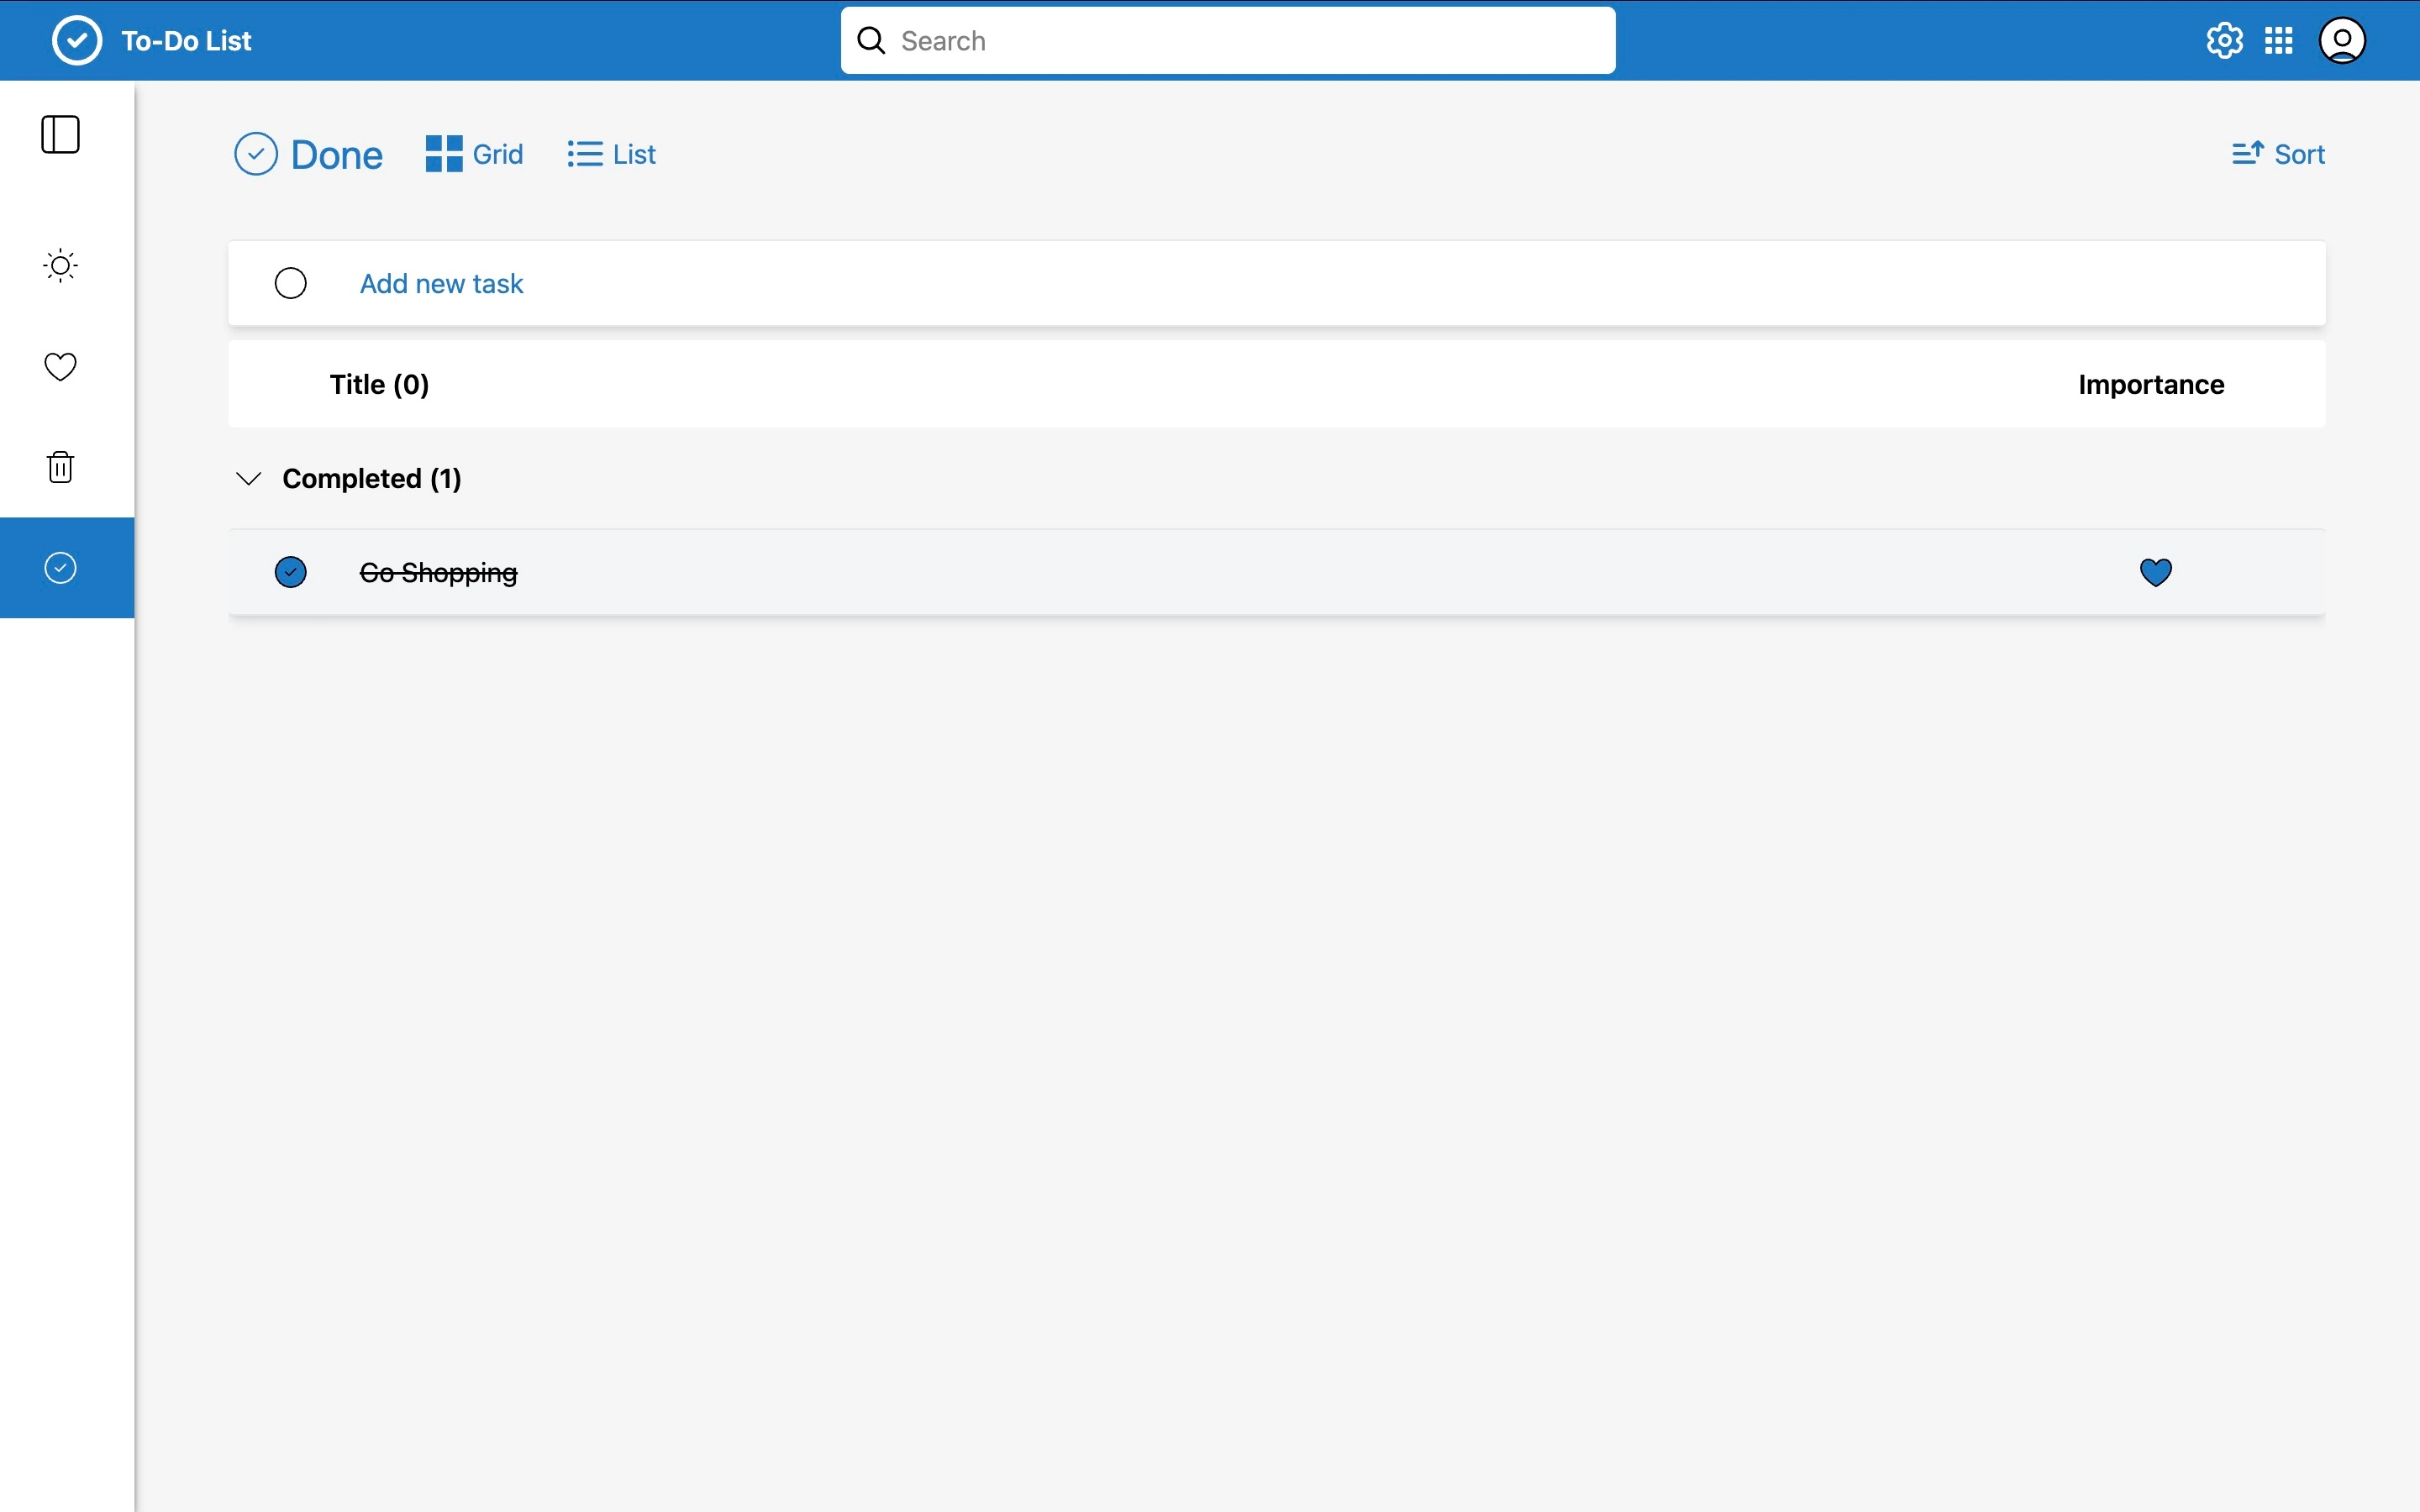 To-Do List
Search
Done
Grid
List
Sort
Add new task
Title (0)
Importance
Completed (1)
Go Shopping